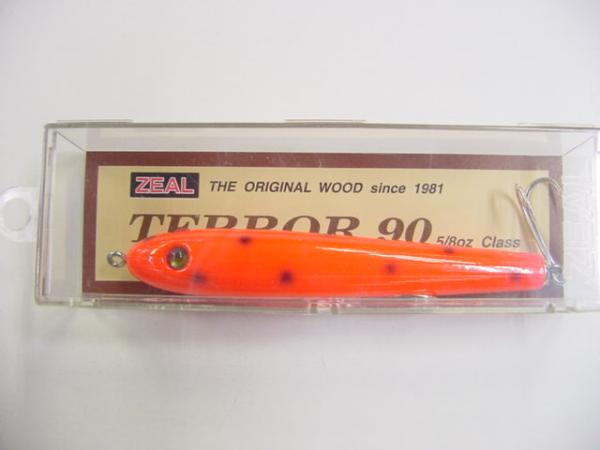 ZEAL THE ORIGINAL WOOD since 1981
TERROR 90 5/8oz Class